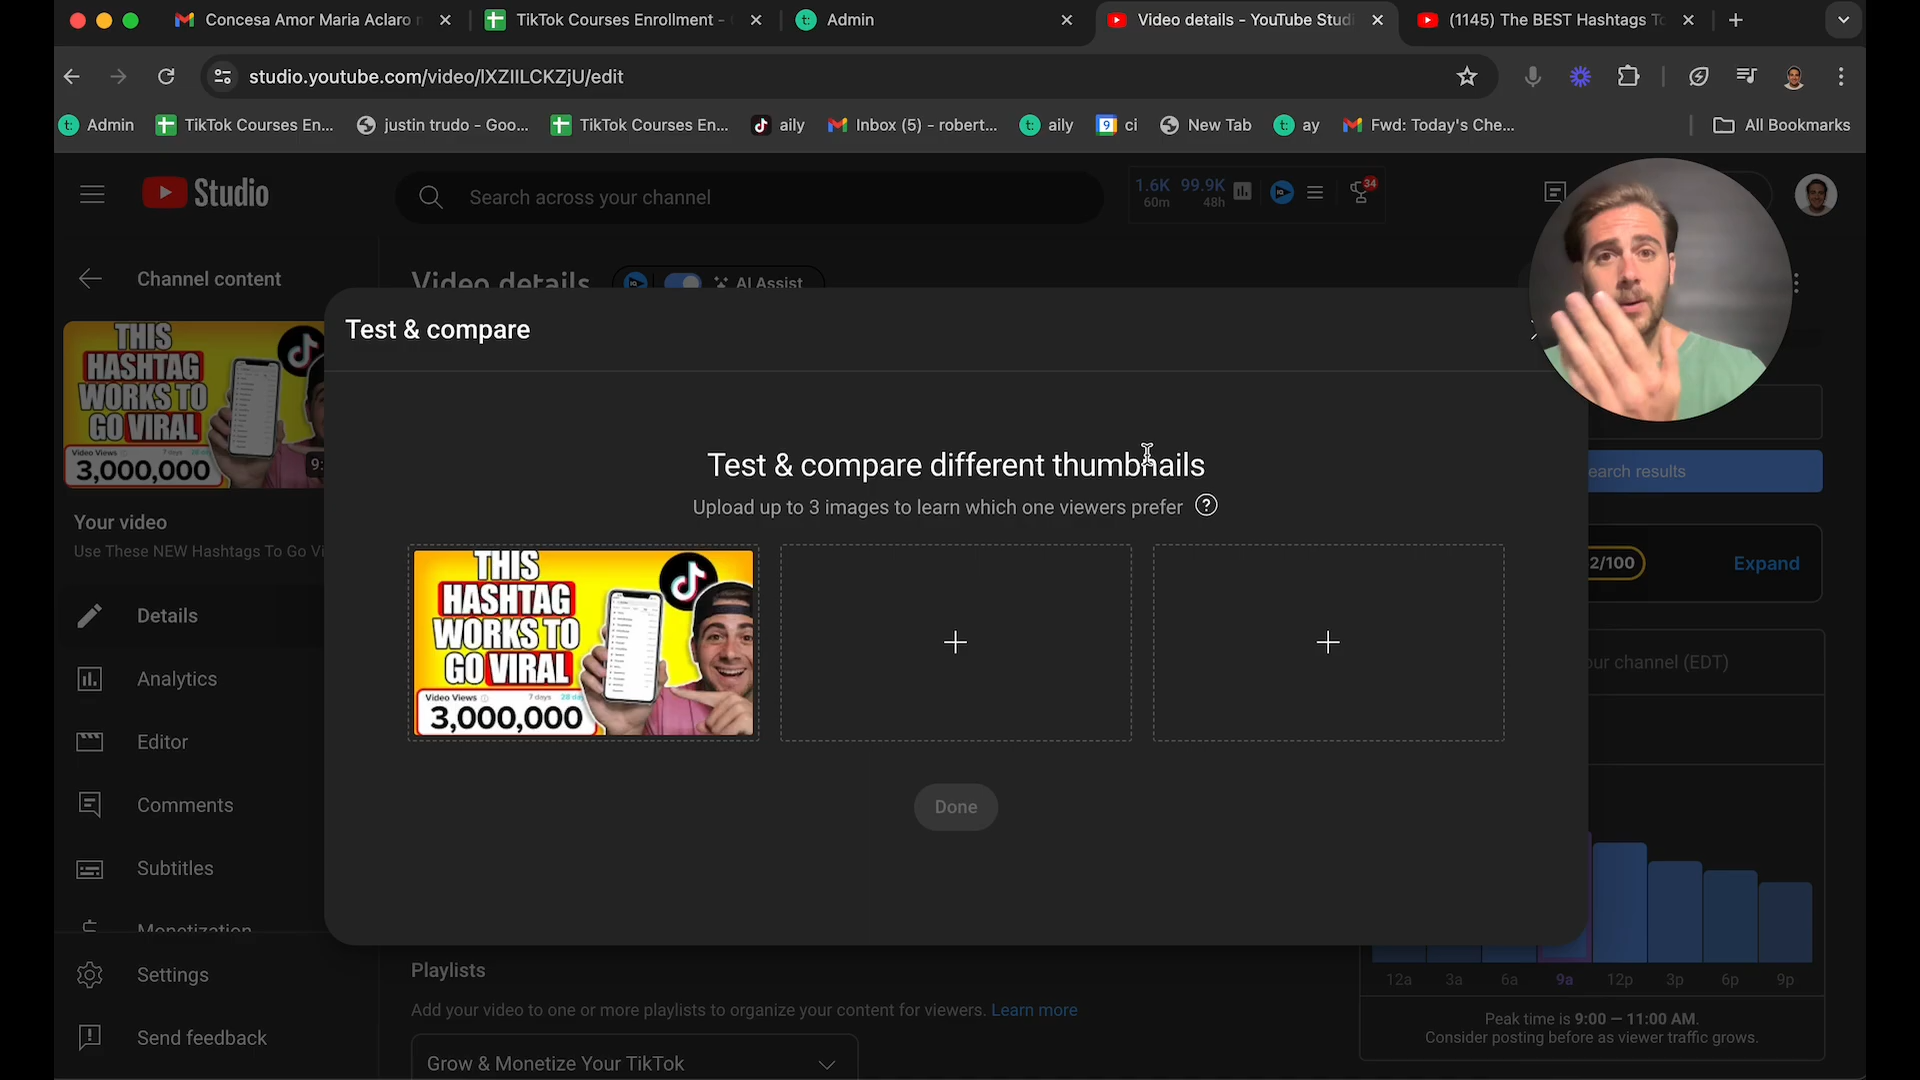 Concesa Amor Maria Aclaro
TikTok Courses Enrollment -
Admin
Video details - YouTube Studi
(1145) The BEST Hashtags To
studio.youtube.com/video/lXZIILCKZjU/edit
Admin
TikTok Courses En...
justin trudo - Goo...
TikTok Courses En...
aily
Inbox (5) - robert...
aily
ci
New Tab
ay
Fwd: Today's Che...
All Bookmarks
Studio
Search across your channel
1.6K 99.9K
60m 48h
34
Channel content
Video details
AI Assist
Test & compare
THIS
HASHTAG
WORKS TO
GO VIRAL
Video Views
3,000,000
9:
Test & compare different thumbnails
Upload up to 3 images to learn which one viewers prefer
earch results
Your video
Use These NEW Hashtags To Go Vi
THIS
HASHTAG
WORKS TO
GO VIRAL
Video Views 7 days
3,000,000
2/100
Expand
Details
our channel (EDT)
Analytics
Editor
Comments
Done
Subtitles
Monetization
Settings
Send feedback
Playlists
Add your video to one or more playlists to organize your content for viewers. Learn more
Grow & Monetize Your TikTok
12a 3a 6a 9a 12p 3p 6p 9p
Peak time is 9:00 – 11:00 AM.
Consider posting before as viewer traffic grows.